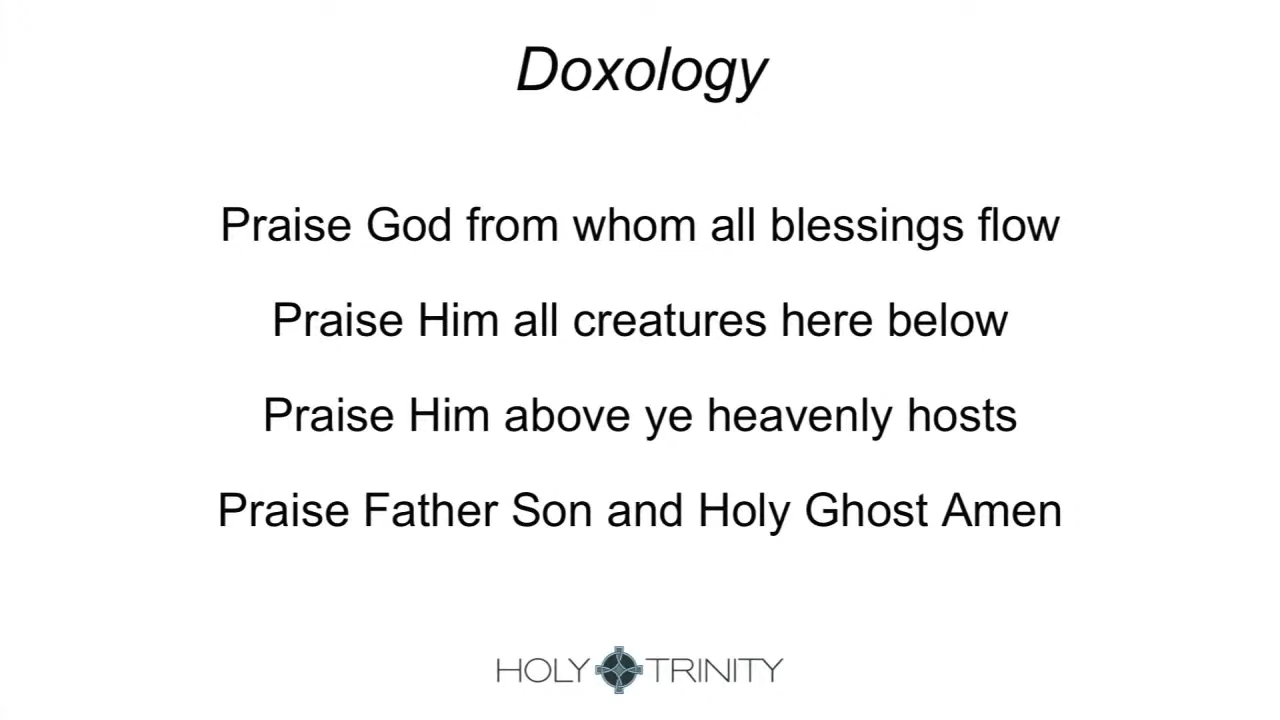 Doxology
Praise God from whom all blessings flow
Praise Him all creatures here below
Praise Him above ye heavenly hosts
Praise Father Son and Holy Ghost Amen
HOLY TRINITY